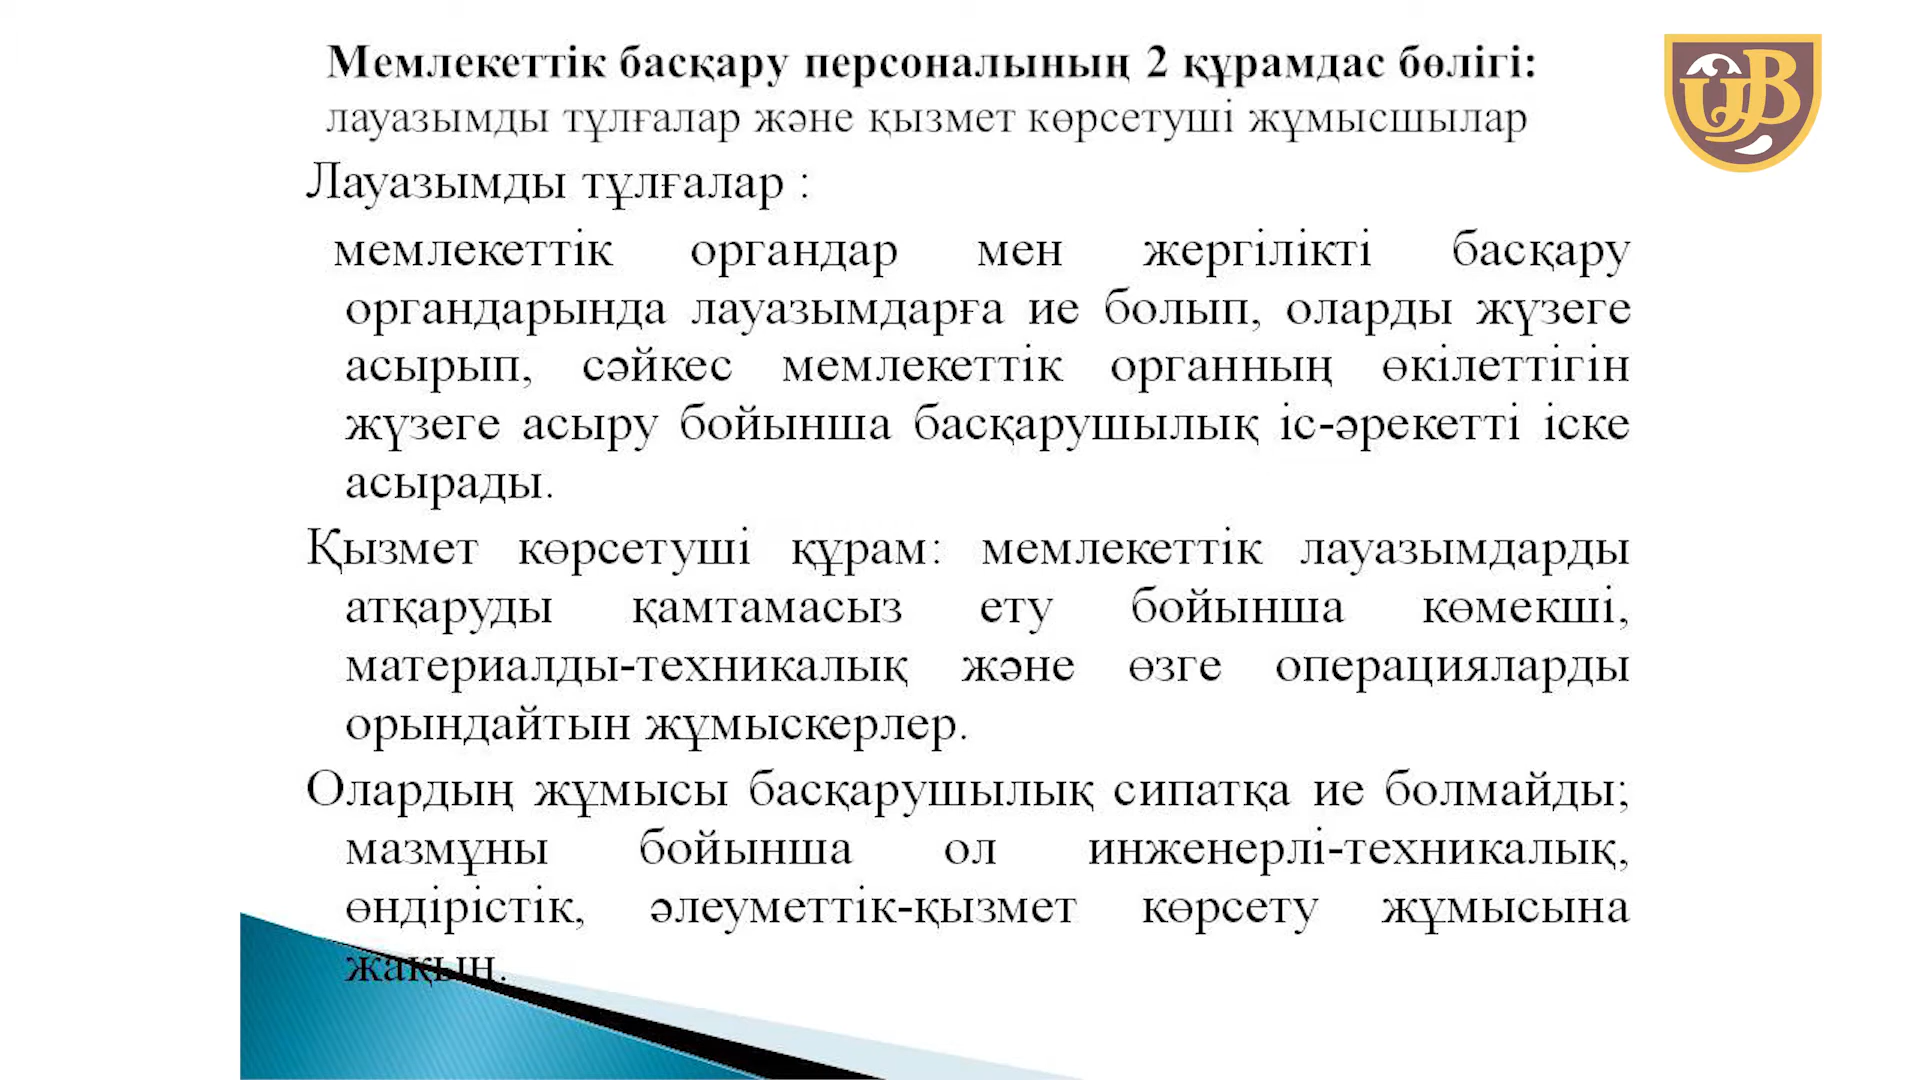 Мемлекеттік басқару персоналының 2 құрамдас бөлігі:
лауазымды тұлғалар және қызмет көрсетуші жұмысшылар
Лауазымды тұлғалар :
мемлекеттік органдар мен жергілікті басқару
органдарында лауазымдарға ие болып, оларды жүзеге
асырып, сәйкес мемлекеттік органның өкілеттігін
жүзеге асыру бойынша басқарушылық іс-әрекетті іске
асырады.
Қызмет көрсетуші құрам: мемлекеттік лауазымдарды
атқаруды қамтамасыз ету бойынша көмекші,
материалды-техникалық және өзге операцияларды
орындайтын жұмыскерлер.
Олардың жұмысы басқарушылық сипатқа ие болмайды;
мазмұны бойынша ол инженерлі-техникалық,
өндірістік, әлеуметтік-қызмет көрсету жұмысына
жақын.